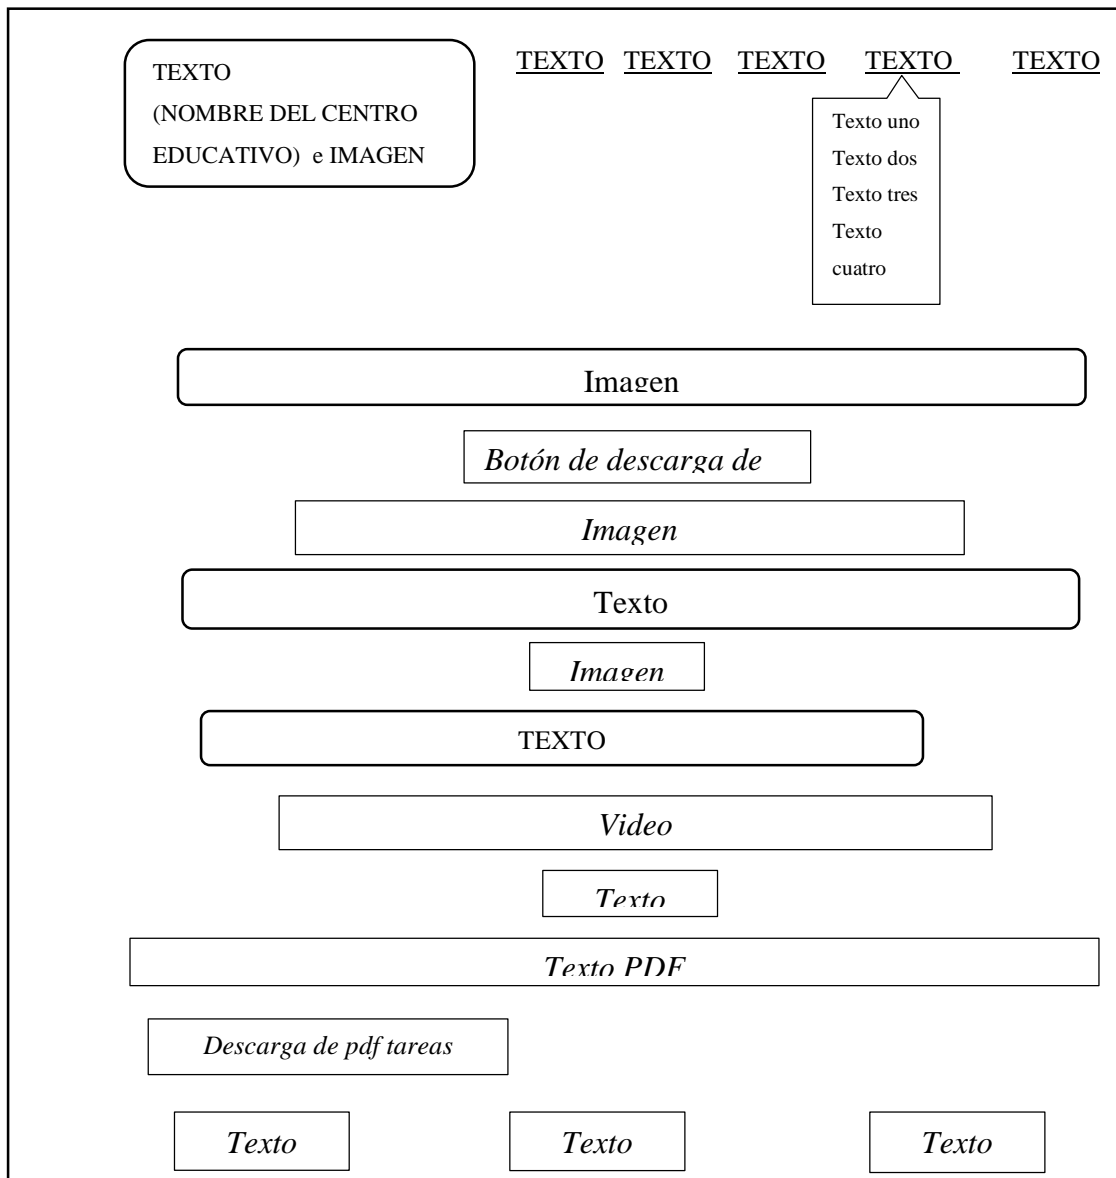 TEXTO
(NOMBRE DEL CENTRO
EDUCATIVO) e IMAGEN
TEXTO TEXTO TEXTO TEXTO TEXTO
Texto uno
Texto dos
Texto tres
Texto
cuatro
Imagen
Botón de descarga de
Imagen
Texto
Imagen
TEXTO
Video
Texto
Texto PDF
Descarga de pdf tareas
Texto Texto Texto